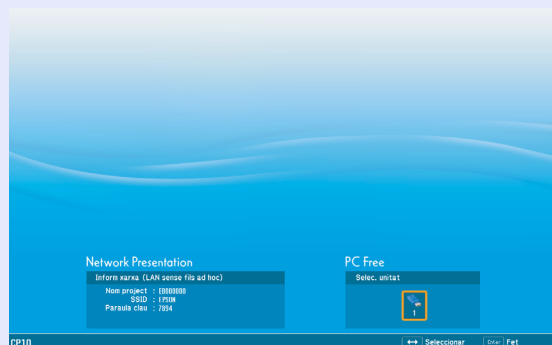 Network Presentation
Inform xarxa (LAN sense fils ad hoc)
Nom project : EB000000
SSID : EPSON
Paraula clau : 7894
PC Free
Selec. unitat
1
CP10
Seleccionar
Enter Fet